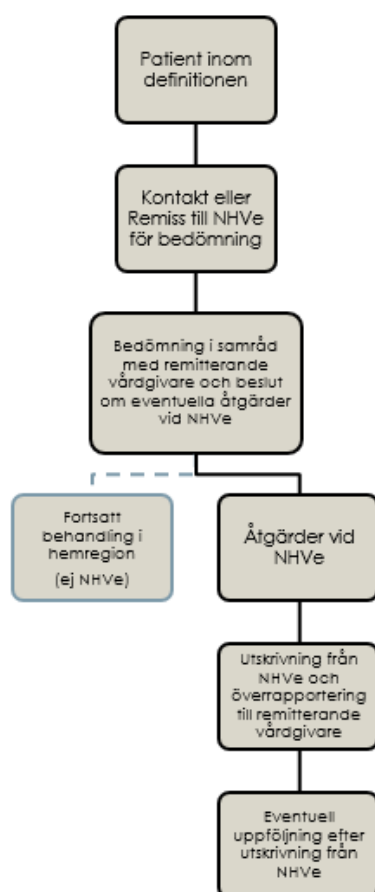 Patient inom
definitionen
Kontakt eller
Remiss till NHVe
för bedömning
Bedömning i samråd
med remitterande
vårdgivare och beslut
om eventuella åtgärder
vid NHVe
Fortsatt
behandling i
hemregion
(ej NHVe)
Åtgärder vid
NHVe
Utskrivning från
NHVe och
överrapportering
till remitterande
vårdgivare
Eventuell
uppföljning efter
utskrivning från
NHVe